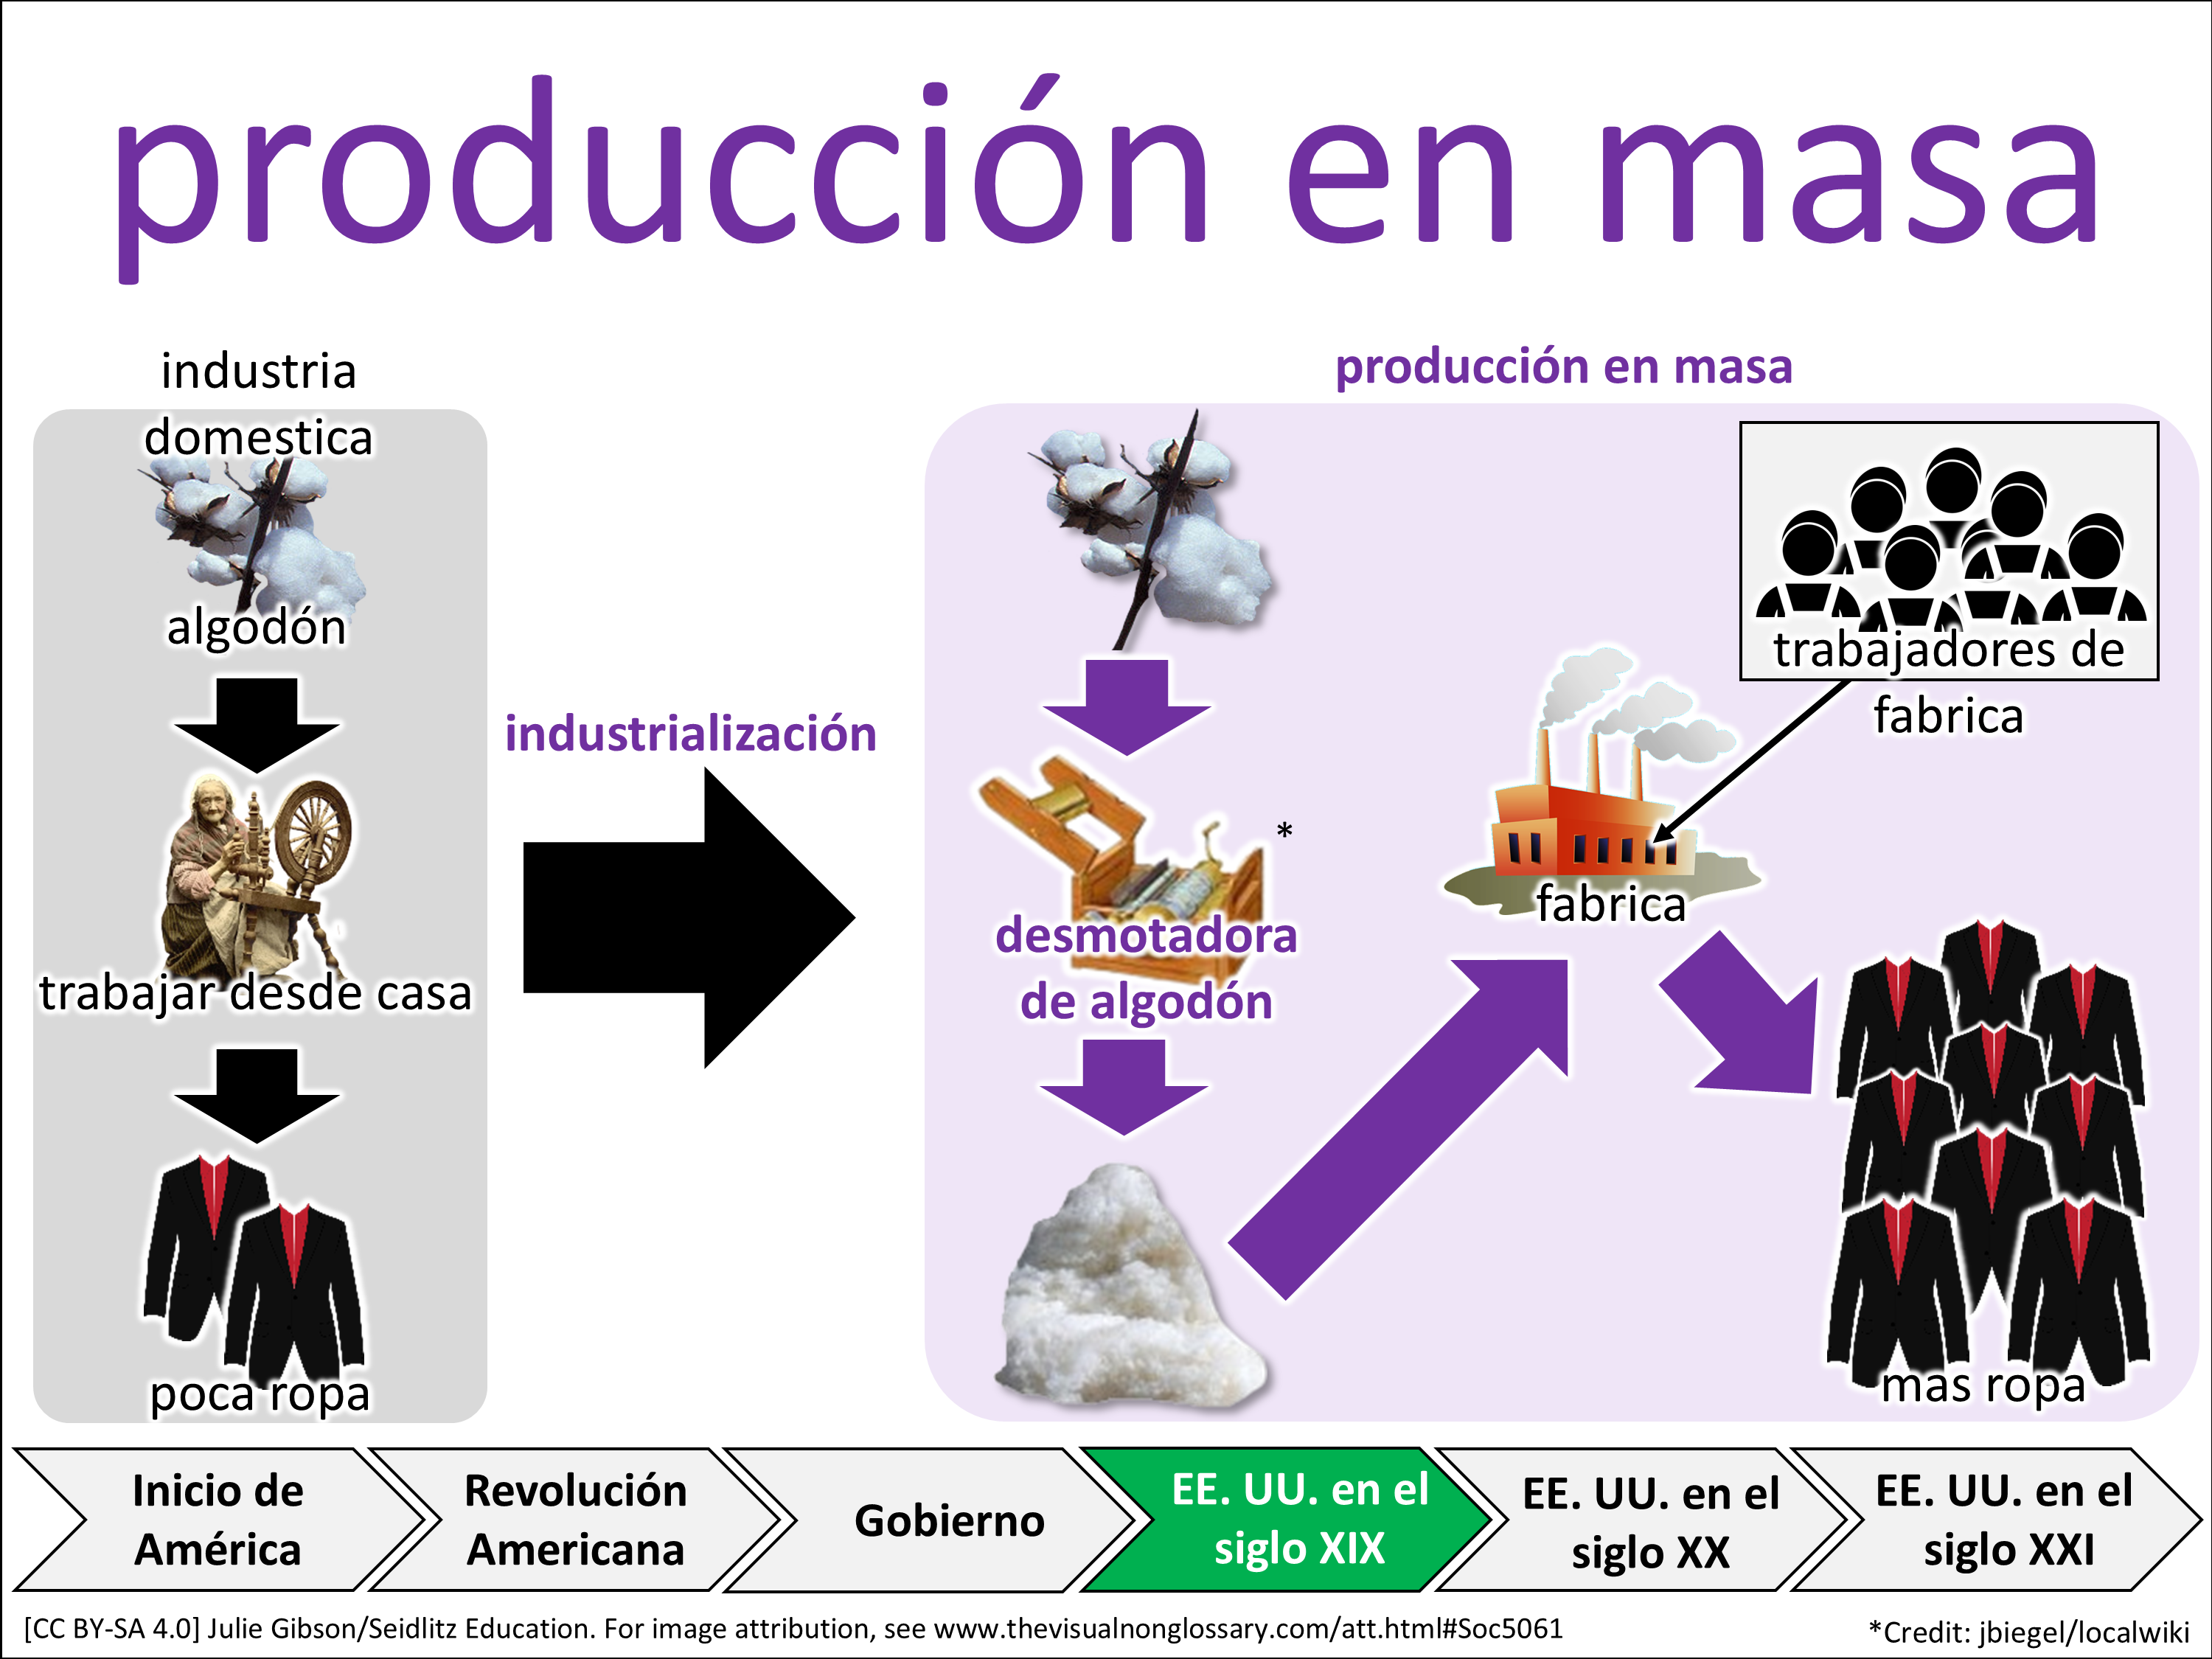 producción en masa
industria
domestica
algodón
trabajar desde casa
poca ropa
industrialización
producción en masa
desmotadora
de algodón
*
trabajadores de
fabrica
fabrica
mas ropa
Inicio de
América
Revolución
Americana
Gobierno
EE. UU. en el
siglo XIX
EE. UU. en el
siglo XX
EE. UU. en el
siglo XXI
[CC BY-SA 4.0] Julie Gibson/Seidlitz Education. For image attribution, see www.thevisualnonglossary.com/att.html#Soc5061
*Credit: jbiegel/localwiki